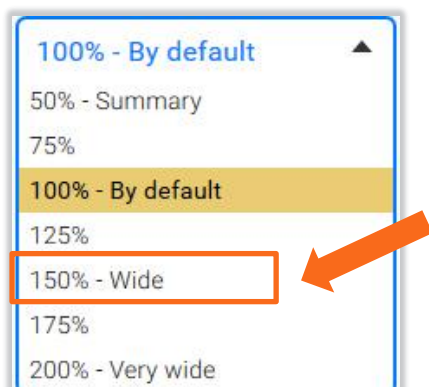 100% - By default
50% - Summary
75%
100% - By default
125%
150% - Wide
175%
200% - Very wide